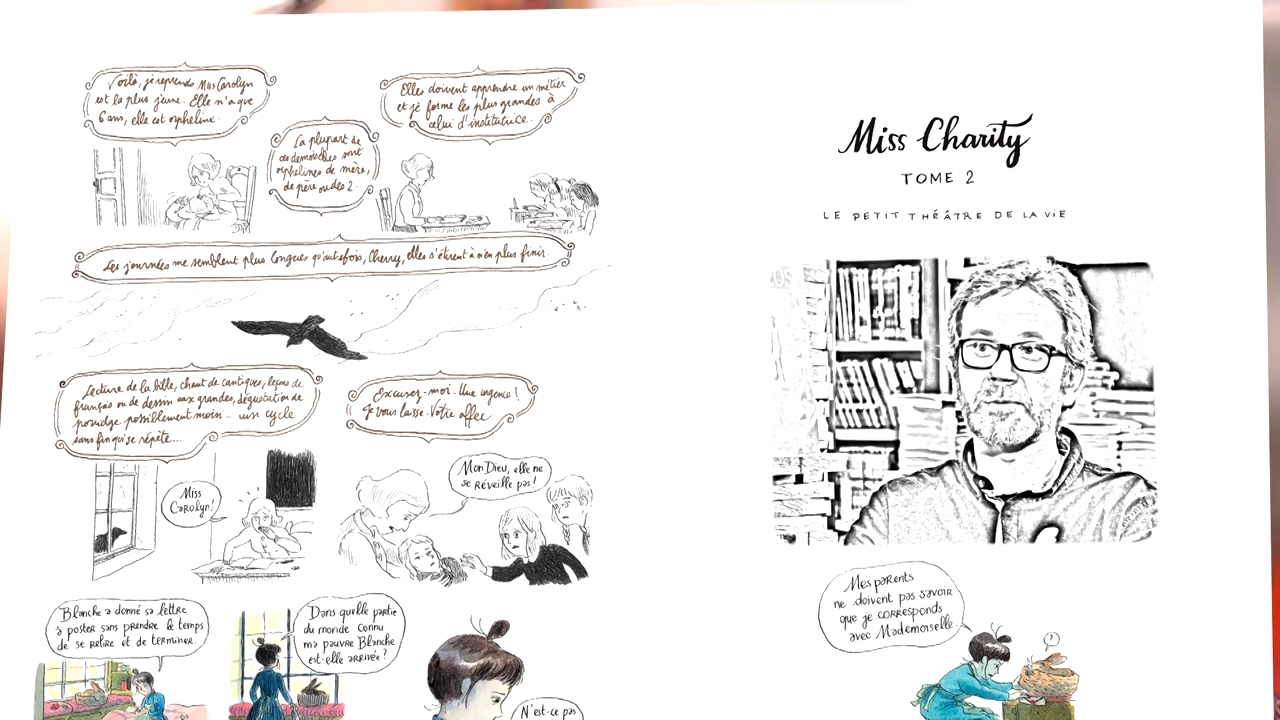 Voilà, je reprends Miss Carolyn
est la plus jeune. Elle n'a que
6 ans, elle est orpheline.
La plupart de
ces demoiselles sont
orphelines de mère,
de père ou des 2.
Elles doivent apprendre un métier
et je forme les plus grandes à
celui d'institutrice.
Les journées me semblent plus longues qu'autrefois, Cherry, elles s'étirent à n'en plus finir.
Lecture de la bible, chant de cantiques, leçons de
français ou de dessin aux grandes, dégustation de
porridge possiblement moisi... un cycle
sans fin qui se répète...
Excusez-moi. Une urgence!
Je vous laisse. Votre affec
Miss
Carolyn!
Mon Dieu, elle ne
se réveille pas!
Blanche a donné sa lettre
à poster sans prendre le temps
de se relire et de terminer.
Dans quelle partie
du monde connu
ma pauvre Blanche
est-elle arrivée?
N'est-ce pas
Miss Charity
TOME 2
LE PETIT THÉÂTRE DE LA VIE
Mes parents
ne doivent pas savoir
que je corresponds
avec Mademoiselle.
?